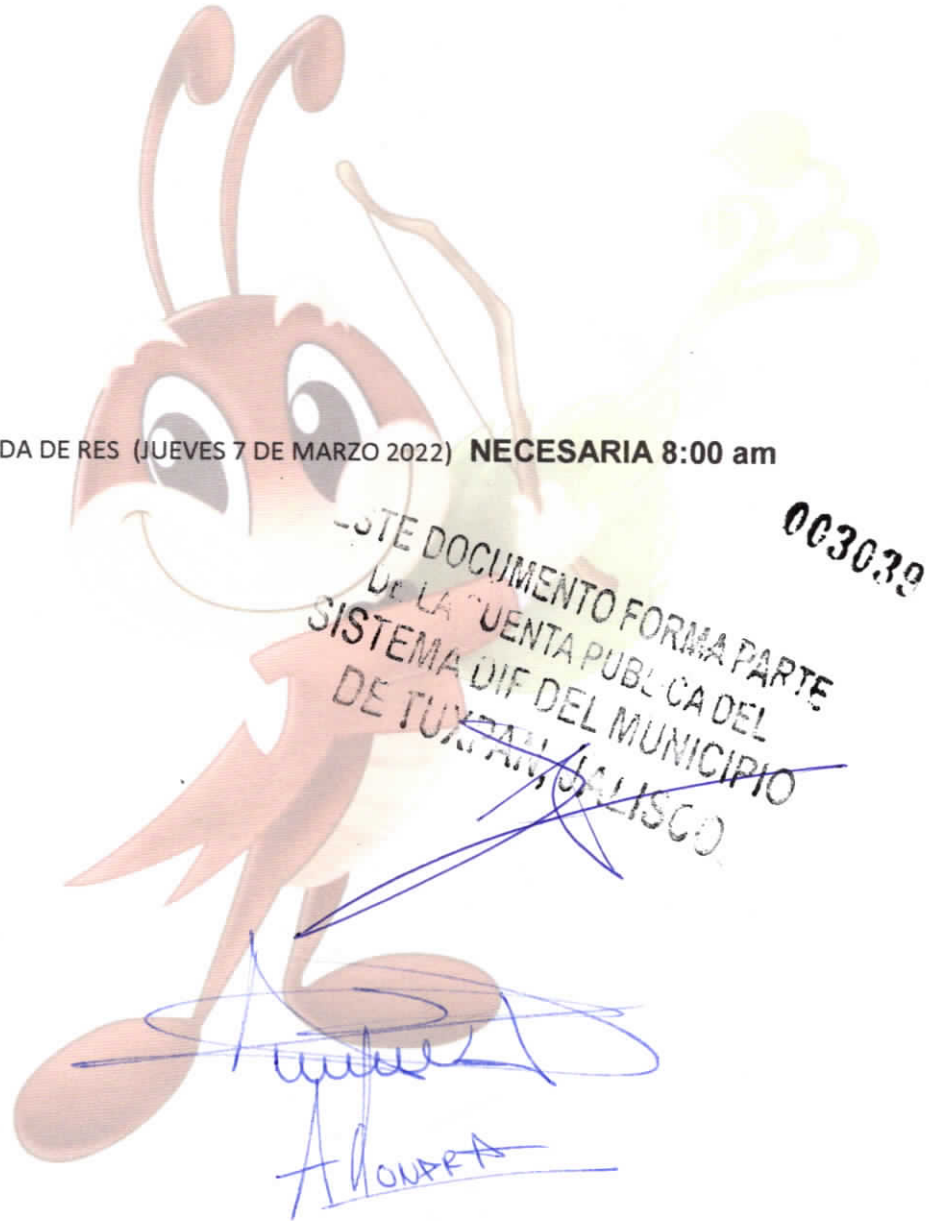 DA DE RES (JUEVES 7 DE MARZO 2022) NECESARIA 8:00 am
003039
ESTE DOCUMENTO FORMA PARTE
DE LA CUENTA PUBLICA DEL
SISTEMA DIF DEL MUNICIPIO
DE TUXPAN, JALISCO